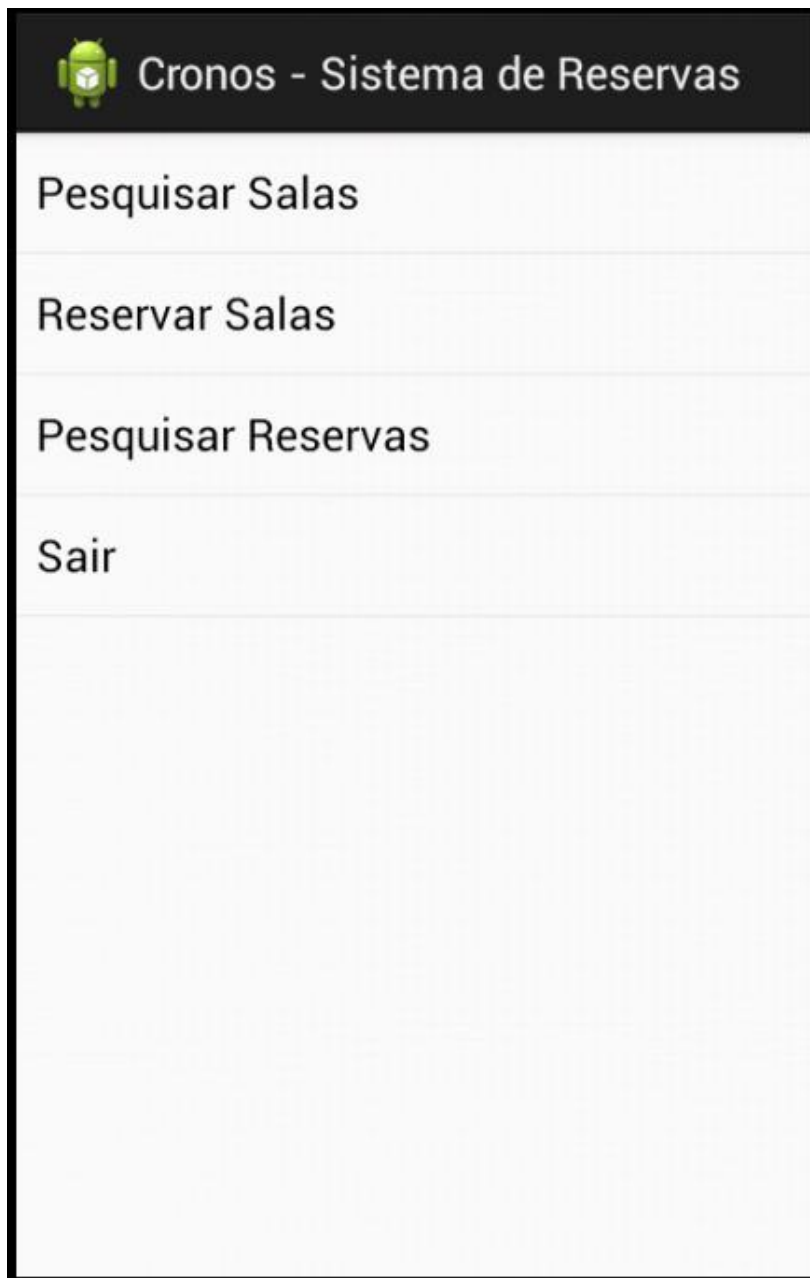 Cronos - Sistema de Reservas
Pesquisar Salas
Reservar Salas
Pesquisar Reservas
Sair